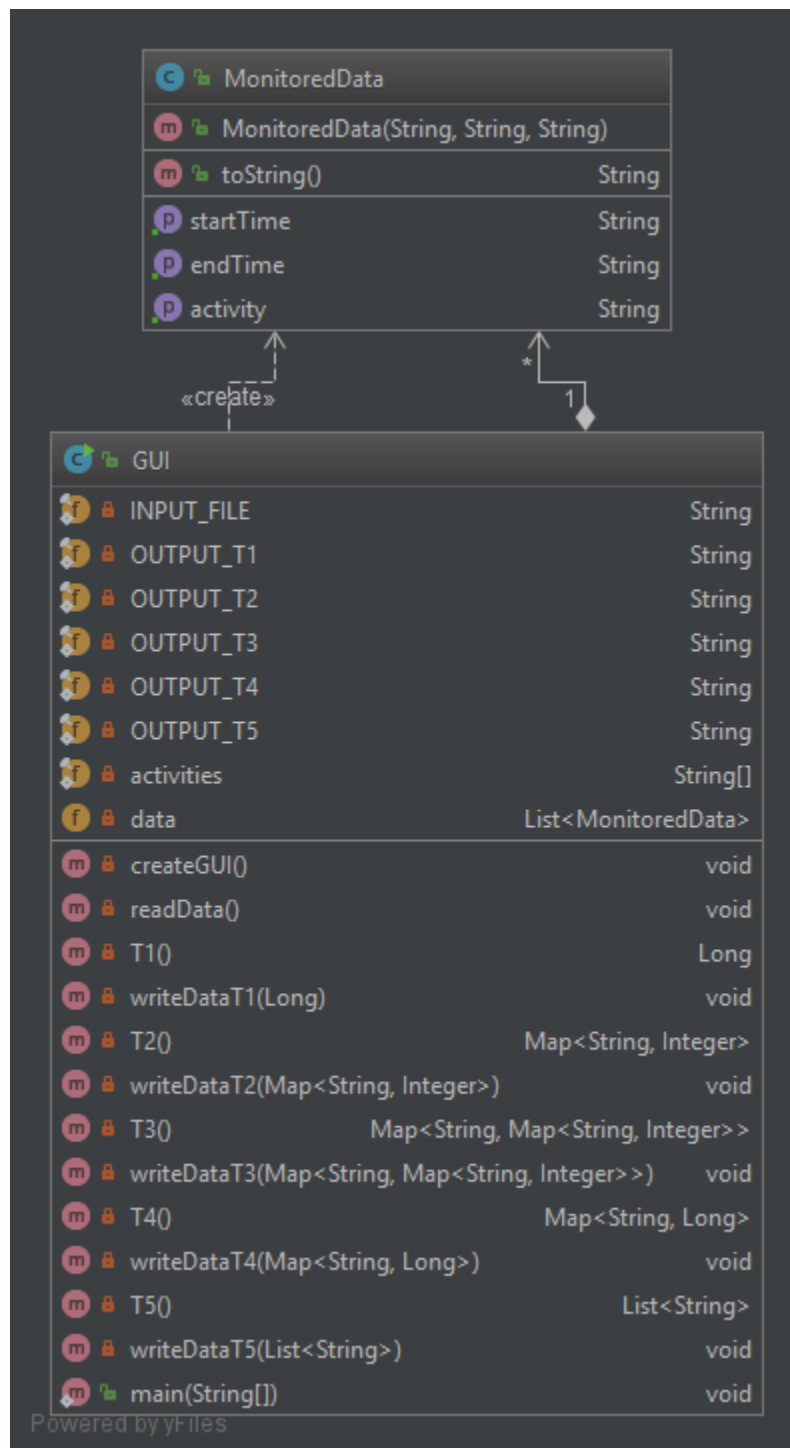 MonitoredData
MonitoredData(String, String, String)
toString() String
startTime String
endTime String
activity String
*
«create»
1
GUI
INPUT_FILE String
OUTPUT_T1 String
OUTPUT_T2 String
OUTPUT_T3 String
OUTPUT_T4 String
OUTPUT_T5 String
activities String[]
data List<MonitoredData>
createGUI() void
readData() void
T1() Long
writeDataT1(Long) void
T2() Map<String, Integer>
writeDataT2(Map<String, Integer>) void
T3() Map<String, Map<String, Integer>>
writeDataT3(Map<String, Map<String, Integer>>) void
T4() Map<String, Long>
writeDataT4(Map<String, Long>) void
T5() List<String>
writeDataT5(List<String>) void
main(String[]) void
Powered by yFiles